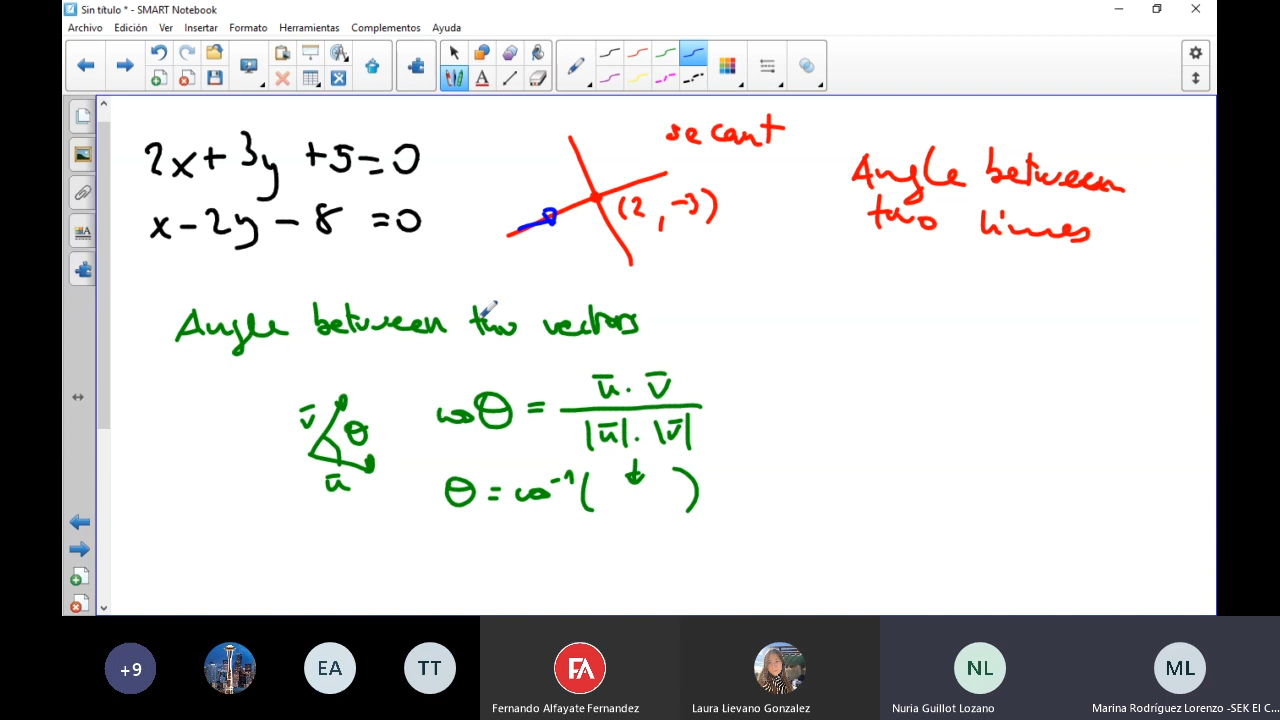 Sin título * - SMART Notebook
Archivo Edición Ver Insertar Formato Herramientas Complementos Ayuda
2x+3y+5=0
x-2y-8=0
secant
(2, -3)
Angle between
two lines
Angle between two vectors
v̅
θ
u̅
cosθ = u̅ · v̅ / |u̅| · |v̅|
θ = cos⁻¹( )
+9
EA
TT
FA
NL
ML
Fernando Alfayate Fernandez
Laura Lievano Gonzalez
Nuria Guillot Lozano
Marina Rodríguez Lorenzo -SEK El C...